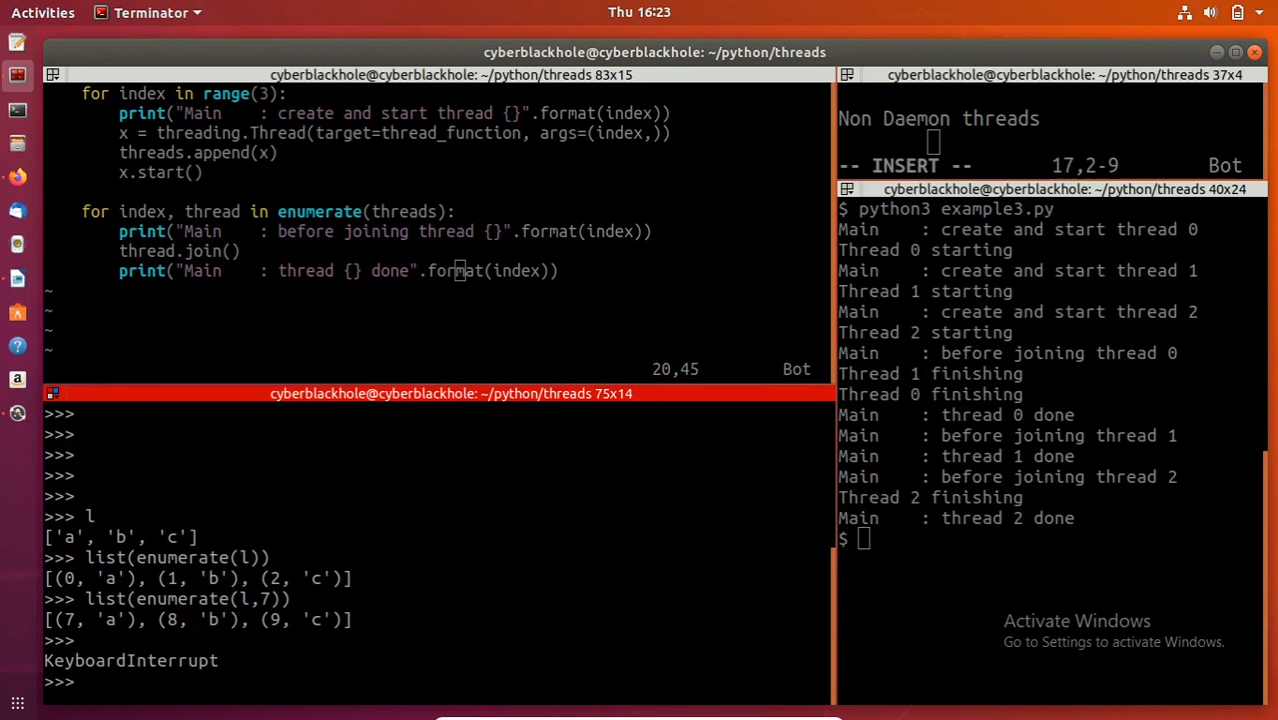 Activities Terminator Thu 16:23
cyberblackhole@cyberblackhole: ~/python/threads
cyberblackhole@cyberblackhole: ~/python/threads 83x15
for index in range(3):
print("Main    : create and start thread {}".format(index))
x = threading.Thread(target=thread_function, args=(index,))
threads.append(x)
x.start()
for index, thread in enumerate(threads):
print("Main    : before joining thread {}".format(index))
thread.join()
print("Main    : thread {} done".format(index))
~
~
~
~
20,45 Bot
cyberblackhole@cyberblackhole: ~/python/threads 75x14
>>>
>>>
>>>
>>>
>>>
>>> l
['a', 'b', 'c']
>>> list(enumerate(l))
[(0, 'a'), (1, 'b'), (2, 'c')]
>>> list(enumerate(l,7))
[(7, 'a'), (8, 'b'), (9, 'c')]
>>>
KeyboardInterrupt
>>>
cyberblackhole@cyberblackhole: ~/python/threads 37x4
Non Daemon threads
-- INSERT -- 17,2-9 Bot
cyberblackhole@cyberblackhole: ~/python/threads 40x24
$ python3 example3.py
Main    : create and start thread 0
Thread 0 starting
Main    : create and start thread 1
Thread 1 starting
Main    : create and start thread 2
Thread 2 starting
Main    : before joining thread 0
Thread 1 finishing
Thread 0 finishing
Main    : thread 0 done
Main    : before joining thread 1
Main    : thread 1 done
Main    : before joining thread 2
Thread 2 finishing
Main    : thread 2 done
$
Activate Windows
Go to Settings to activate Windows.